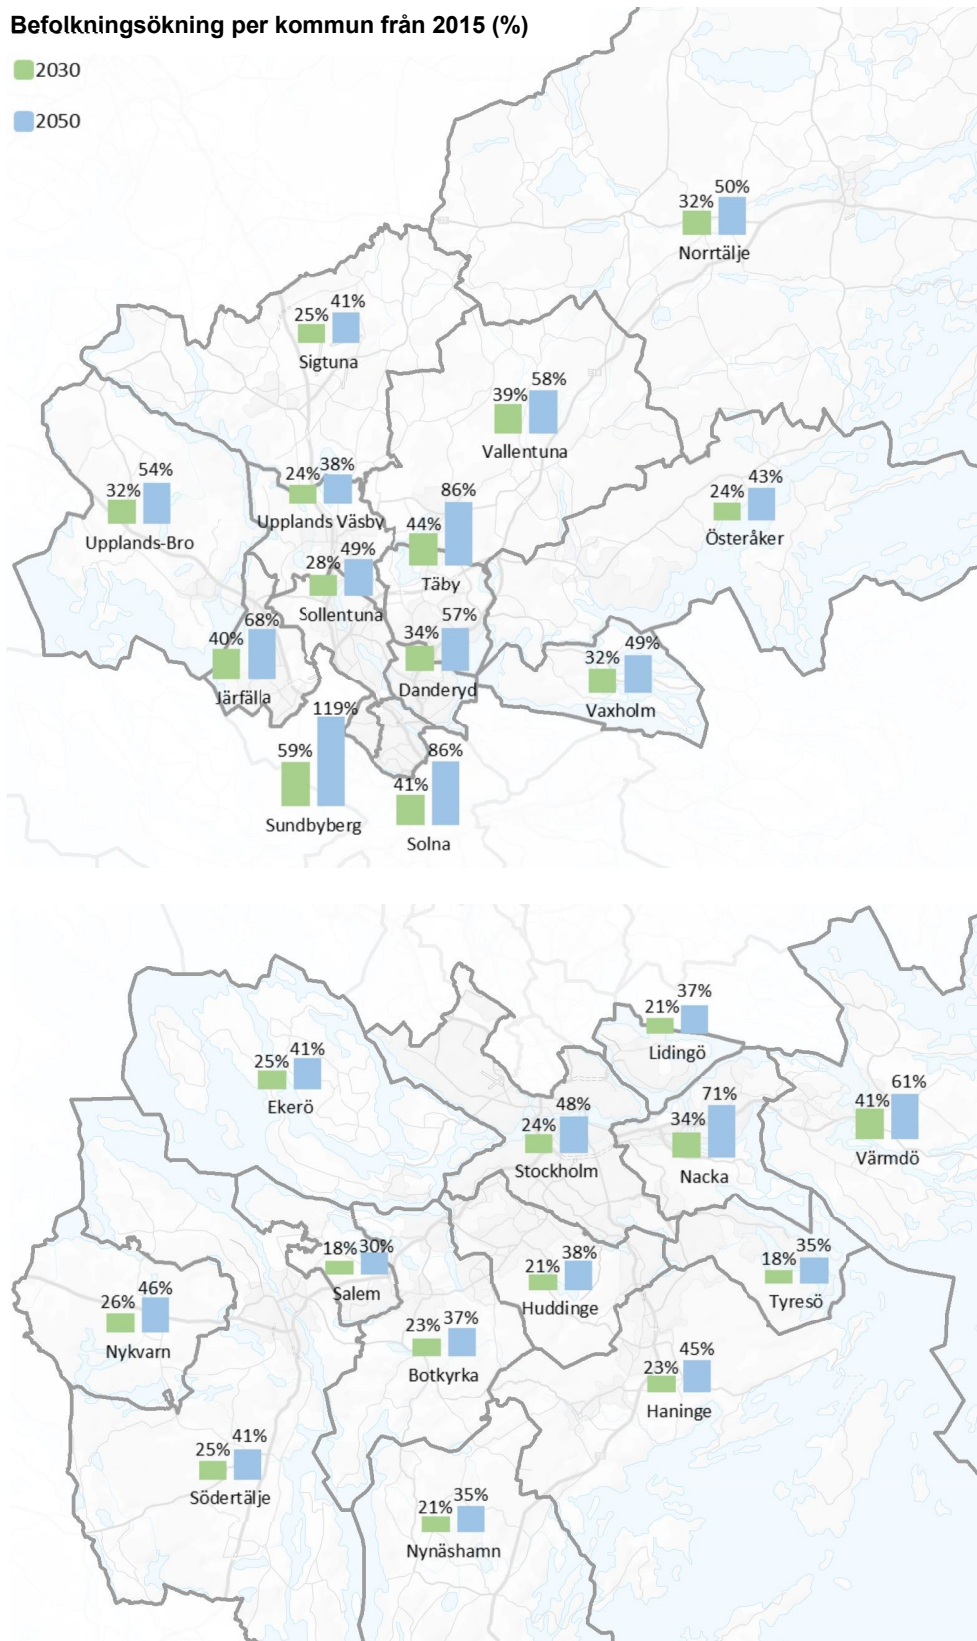 Befolkningsökning per kommun från 2015 (%)
2030
2050
32% 50%
Norrtälje
25% 41%
Sigtuna
39% 58%
Vallentuna
32% 54%
Upplands-Bro
24% 38%
Upplands Väsby
44% 86%
Täby
24% 43%
Österåker
28% 49%
Sollentuna
40% 68%
Järfälla
34% 57%
Danderyd
32% 49%
Vaxholm
59% 119%
Sundbyberg
41% 86%
Solna
21% 37%
Lidingö
25% 41%
Ekerö
24% 48%
Stockholm
34% 71%
Nacka
41% 61%
Värmdö
18% 30%
Salem
21% 38%
Huddinge
18% 35%
Tyresö
26% 46%
Nykvarn
23% 37%
Botkyrka
23% 45%
Haninge
25% 41%
Södertälje
21% 35%
Nynäshamn